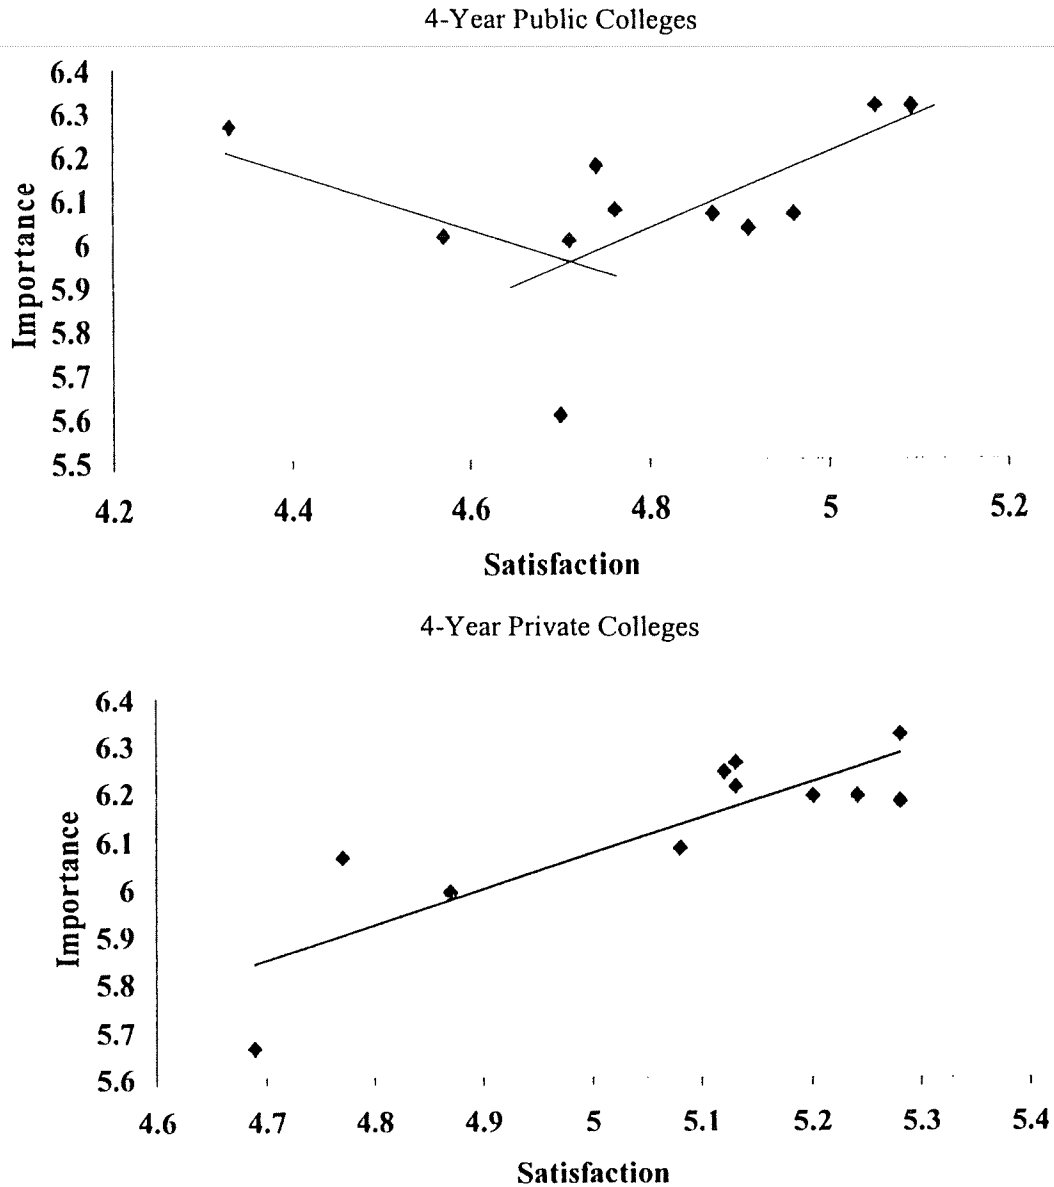 4-Year Public Colleges
6.4
6.3
6.2
6.1
6
5.9
5.8
5.7
5.6
5.5
Importance
4.2 4.4 4.6 4.8 5 5.2
Satisfaction
4-Year Private Colleges
6.4
6.3
6.2
6.1
6
5.9
5.8
5.7
5.6
Importance
4.6 4.7 4.8 4.9 5 5.1 5.2 5.3 5.4
Satisfaction